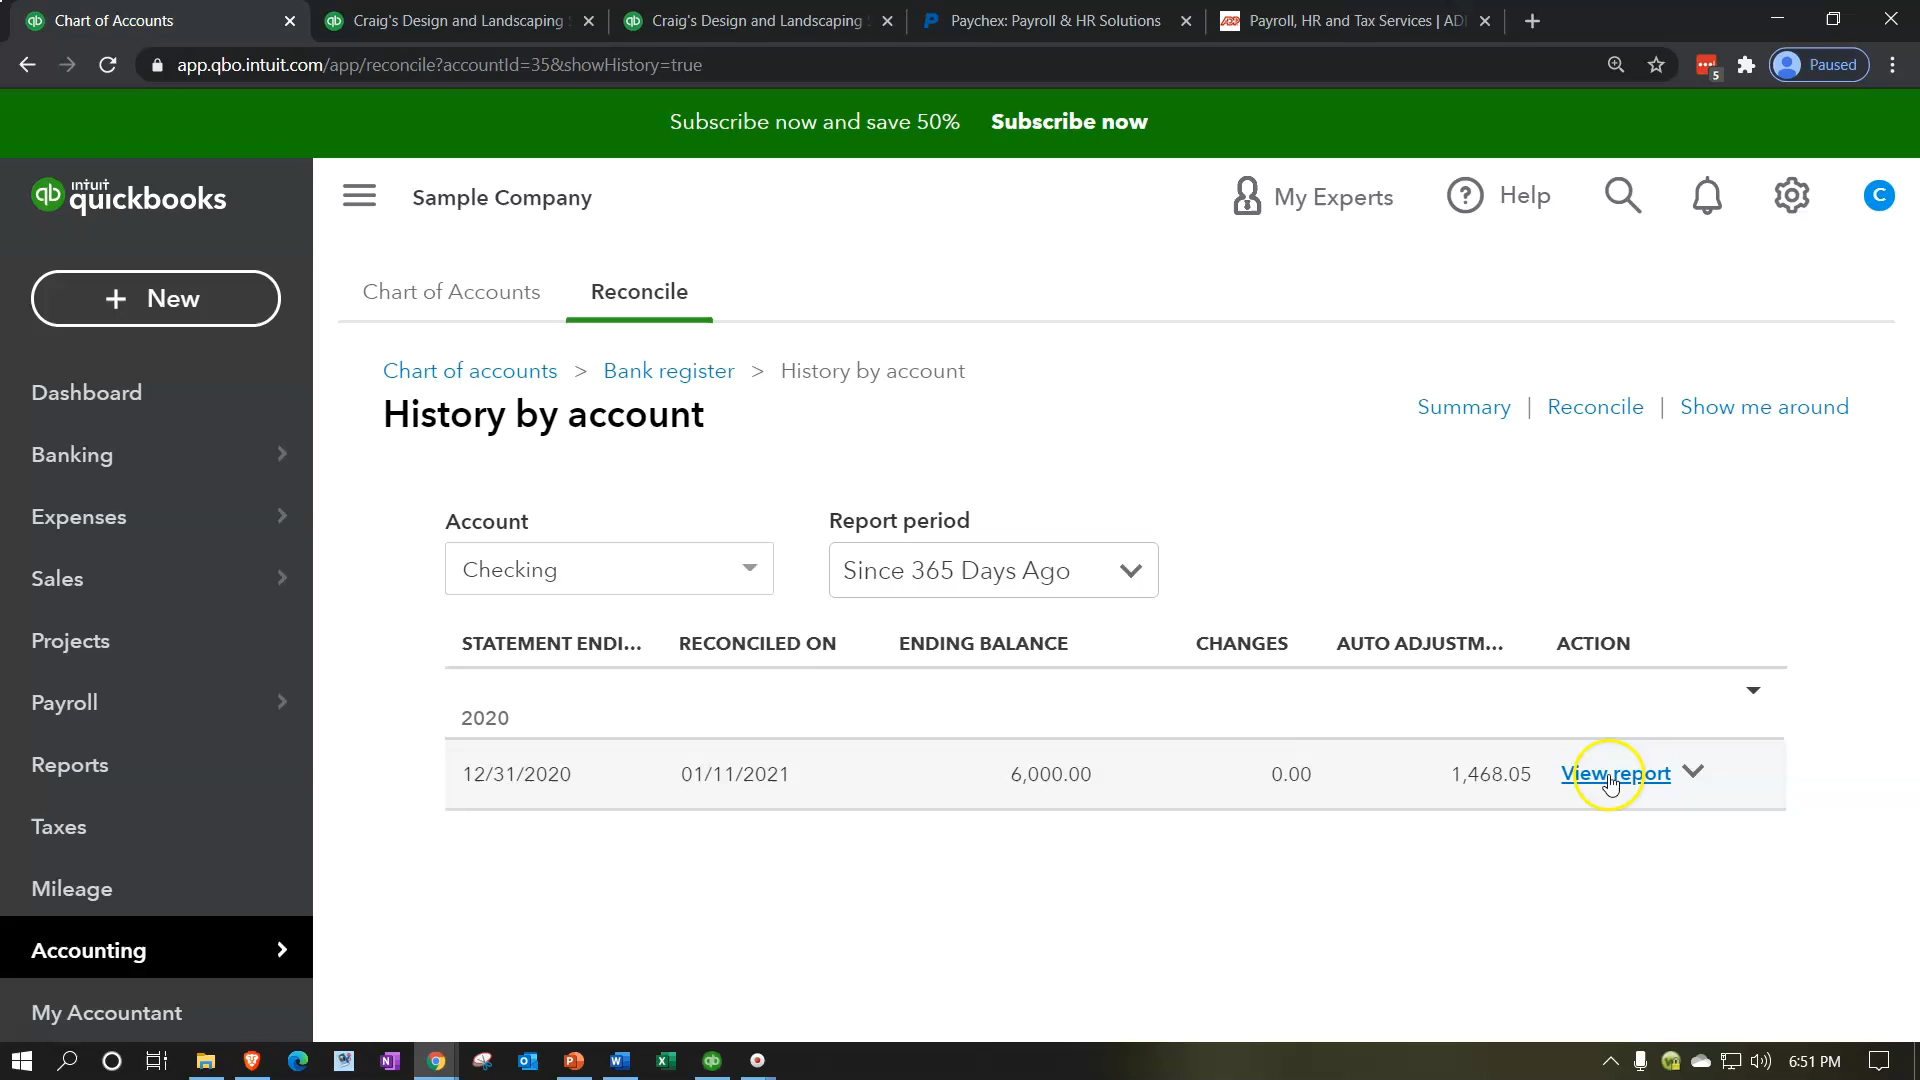 Chart of Accounts
Craig's Design and Landscaping
Craig's Design and Landscaping
Paychex: Payroll & HR Solutions
Payroll, HR and Tax Services | AD
app.qbo.intuit.com/app/reconcile?accountId=35&showHistory=true
5
Paused
Subscribe now and save 50% Subscribe now
qb intuit quickbooks
Sample Company
My Experts
? Help
C
+ New
Chart of Accounts
Reconcile
Chart of accounts > Bank register > History by account
History by account
Summary | Reconcile | Show me around
Dashboard
Banking
Expenses
Sales
Projects
Payroll
Reports
Taxes
Mileage
Accounting
My Accountant
Account
Report period
Checking
Since 365 Days Ago
STATEMENT ENDI... RECONCILED ON ENDING BALANCE CHANGES AUTO ADJUSTM... ACTION
2020
12/31/2020 01/11/2021 6,000.00 0.00 1,468.05 View report
6:51 PM